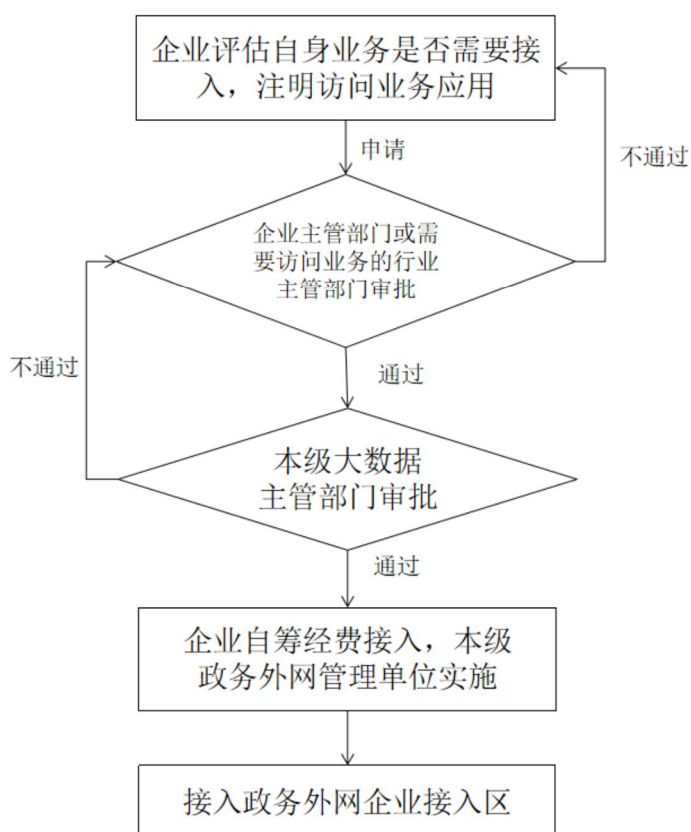 企业评估自身业务是否需要接
入，注明访问业务应用
申请
不通过
企业主管部门或需
要访问业务的行业
主管部门审批
不通过
通过
本级大数据
主管部门审批
通过
企业自筹经费接入，本级
政务外网管理单位实施
接入政务外网企业接入区